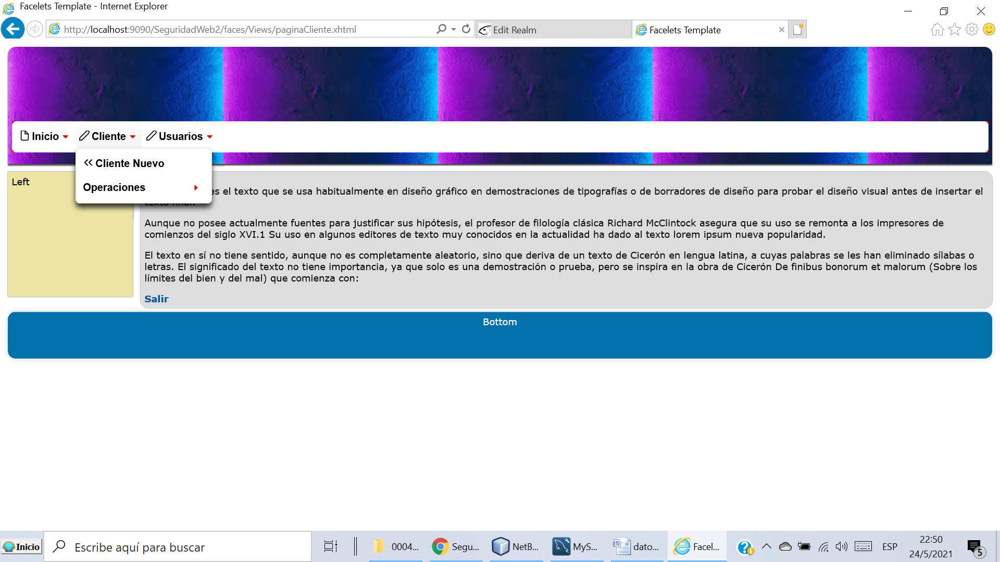 Facelets Template - Internet Explorer
http://localhost:9090/SeguridadWeb2/faces/Views/paginaCliente.xhtml
Edit Realm
Facelets Template
Inicio
Cliente
Usuarios
Cliente Nuevo
Operaciones
Left
es el texto que se usa habitualmente en diseño gráfico en demostraciones de tipografías o de borradores de diseño para probar el diseño visual antes de insertar el
Aunque no posee actualmente fuentes para justificar sus hipótesis, el profesor de filología clásica Richard McClintock asegura que su uso se remonta a los impresores de
comienzos del siglo XVI.1 Su uso en algunos editores de texto muy conocidos en la actualidad ha dado al texto lorem ipsum nueva popularidad.
El texto en sí no tiene sentido, aunque no es completamente aleatorio, sino que deriva de un texto de Cicerón en lengua latina, a cuyas palabras se les han eliminado sílabas o
letras. El significado del texto no tiene importancia, ya que solo es una demostración o prueba, pero se inspira en la obra de Cicerón De finibus bonorum et malorum (Sobre los
límites del bien y del mal) que comienza con:
Salir
Bottom
Inicio
Escribe aquí para buscar
0004...
Segu...
NetB...
MyS...
dato...
Facel...
ESP
22:50
24/5/2021
5